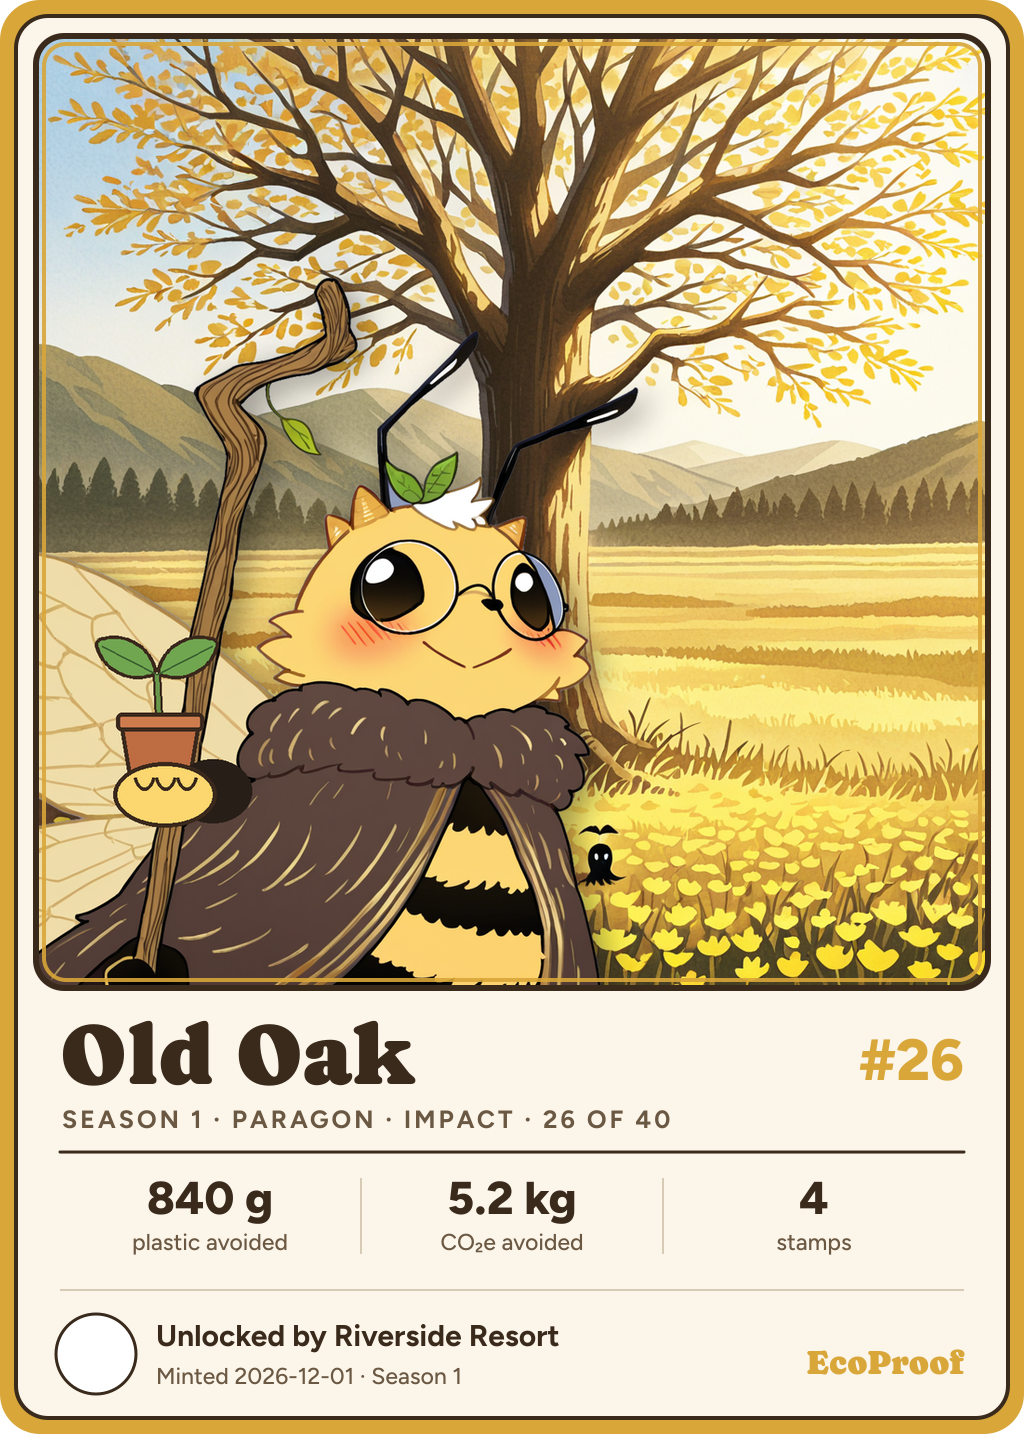 Old Oak
#26
SEASON 1 · PARAGON · IMPACT · 26 OF 40
840 g
plastic avoided
5.2 kg
CO₂e avoided
4
stamps
Unlocked by Riverside Resort
Minted 2026-12-01 · Season 1
EcoProof